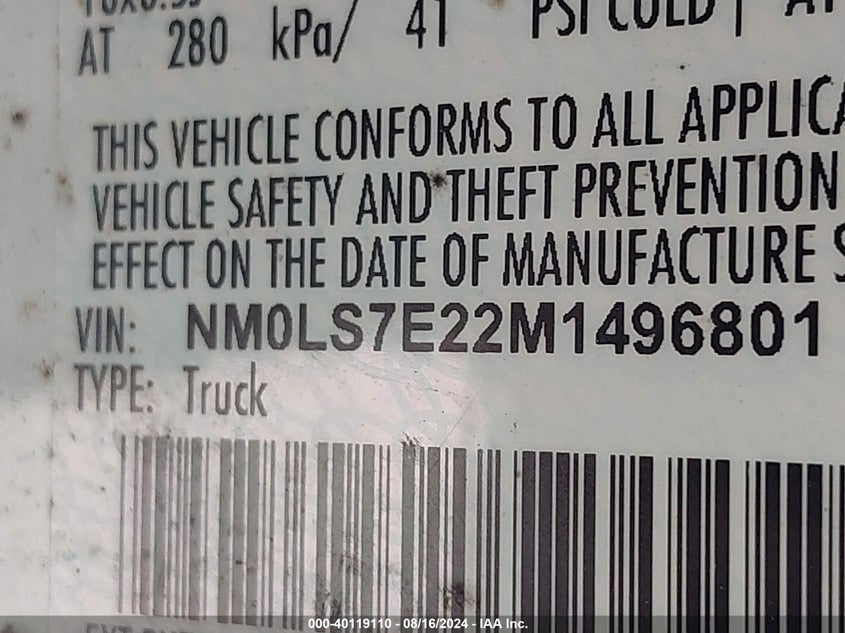 AT 280 kPa/ 41 PSI COLD
THIS VEHICLE CONFORMS TO ALL
VEHICLE SAFETY AND THEFT PREVENTION
EFFECT ON THE DATE OF MANUFACTURE
VIN: NM0LS7E22M1496801
TYPE: Truck
000-40119110 - 08/16/2024 - IAA, Inc.